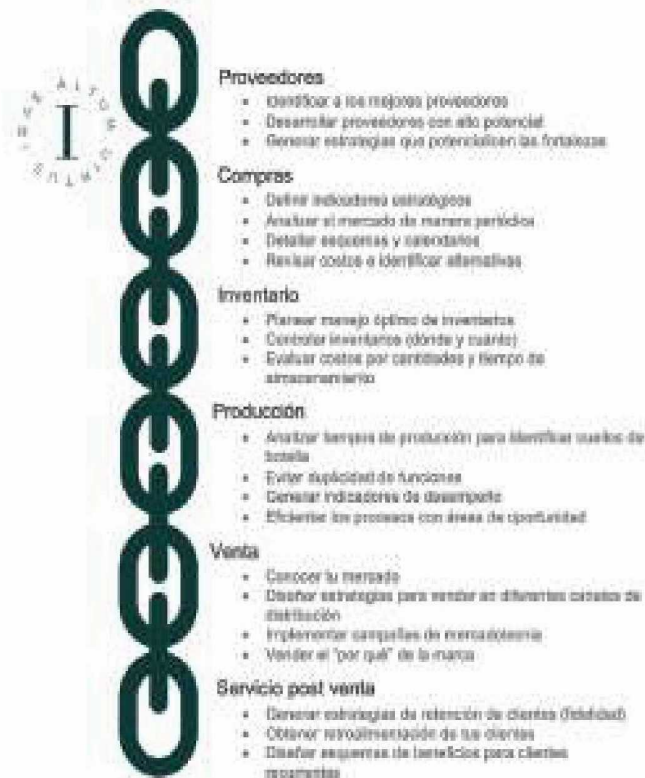 Proveedores
• Identificar a los mejores proveedores
• Desarrollar proveedores con alto potencial
• Generar estrategias que potencialicen las fortalezas
Compras
• Definir indicadores estratégicos
• Analizar el mercado de manera periódica
• Detallar esquemas y calendarios
• Revisar costos e identificar alternativas
Inventario
• Planear manejo óptimo de inventarios
• Controlar inventarios (dónde y cuánto)
• Evaluar costos por cantidades y tiempo de
almacenamiento
Producción
• Analizar tiempos de producción para identificar cuellos de
botella
• Evitar duplicidad de funciones
• Generar indicadores de desempeño
• Eficientar los procesos con áreas de oportunidad
Venta
• Conocer tu mercado
• Diseñar estrategias para vender en diferentes canales de
distribución
• Implementar campañas de mercadotecnia
• Vender el "por qué" de la marca
Servicio post venta
• Generar estrategias de retención de clientes (fidelidad)
• Obtener retroalimentación de tus clientes
• Diseñar esquemas de beneficios para clientes
recurrentes